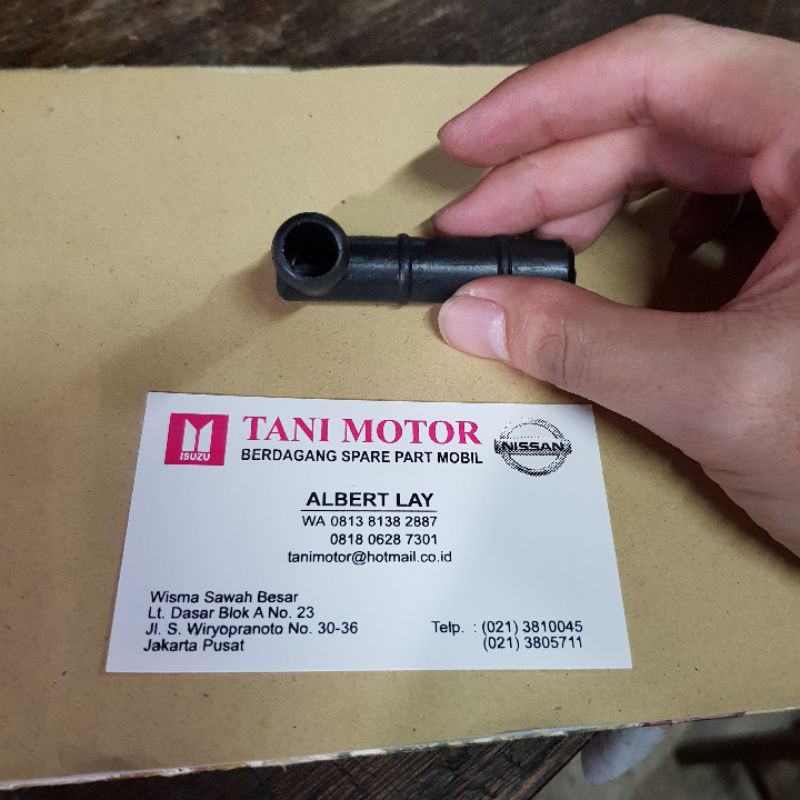 ISUZU
TANI MOTOR
BERDAGANG SPARE PART MOBIL
NISSAN
ALBERT LAY
WA 0813 8138 2887
0818 0628 7301
tanimotor@hotmail.co.id
Wisma Sawah Besar
Lt. Dasar Blok A No. 23
Jl. S. Wiryopranoto No. 30-36
Jakarta Pusat
Telp. : (021) 3810045
(021) 3805711